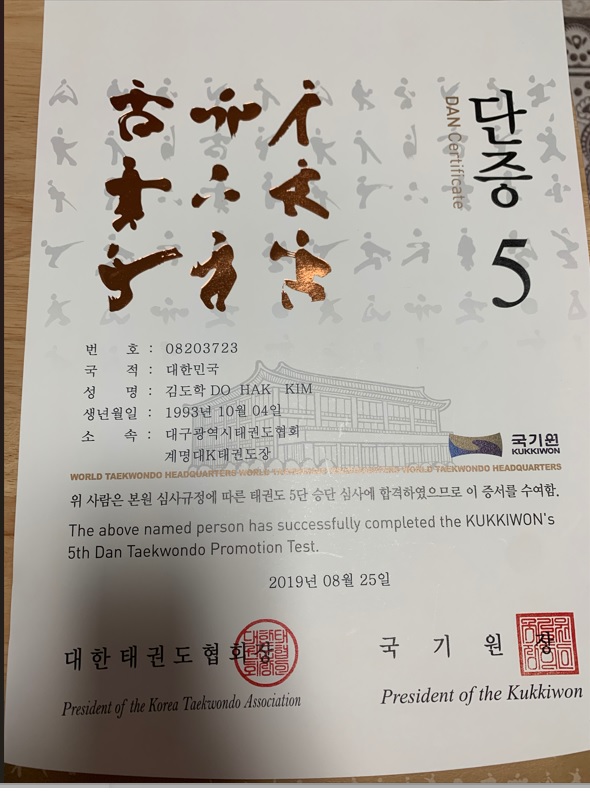 단증
DAN Certificate
5
번 호 : 08203723
국 적 : 대한민국
성 명 : 김도학 DO HAK KIM
생년월일 : 1993년 10월 04일
소 속 : 대구광역시태권도협회
계명대K태권도장
국기원
KUKKIWON
WORLD TAEKWONDO HEADQUARTERS WORLD TAEKWONDO HEADQUARTERS WORLD TAEKWONDO HEADQUARTERS
위 사람은 본원 심사규정에 따른 태권도 5단 승단 심사에 합격하였으므로 이 증서를 수여함.
The above named person has successfully completed the KUKKIWON's
5th Dan Taekwondo Promotion Test.
2019년 08월 25일
대한태권도협회장
국 기 원 장
President of the Korea Taekwondo Association
President of the Kukkiwon